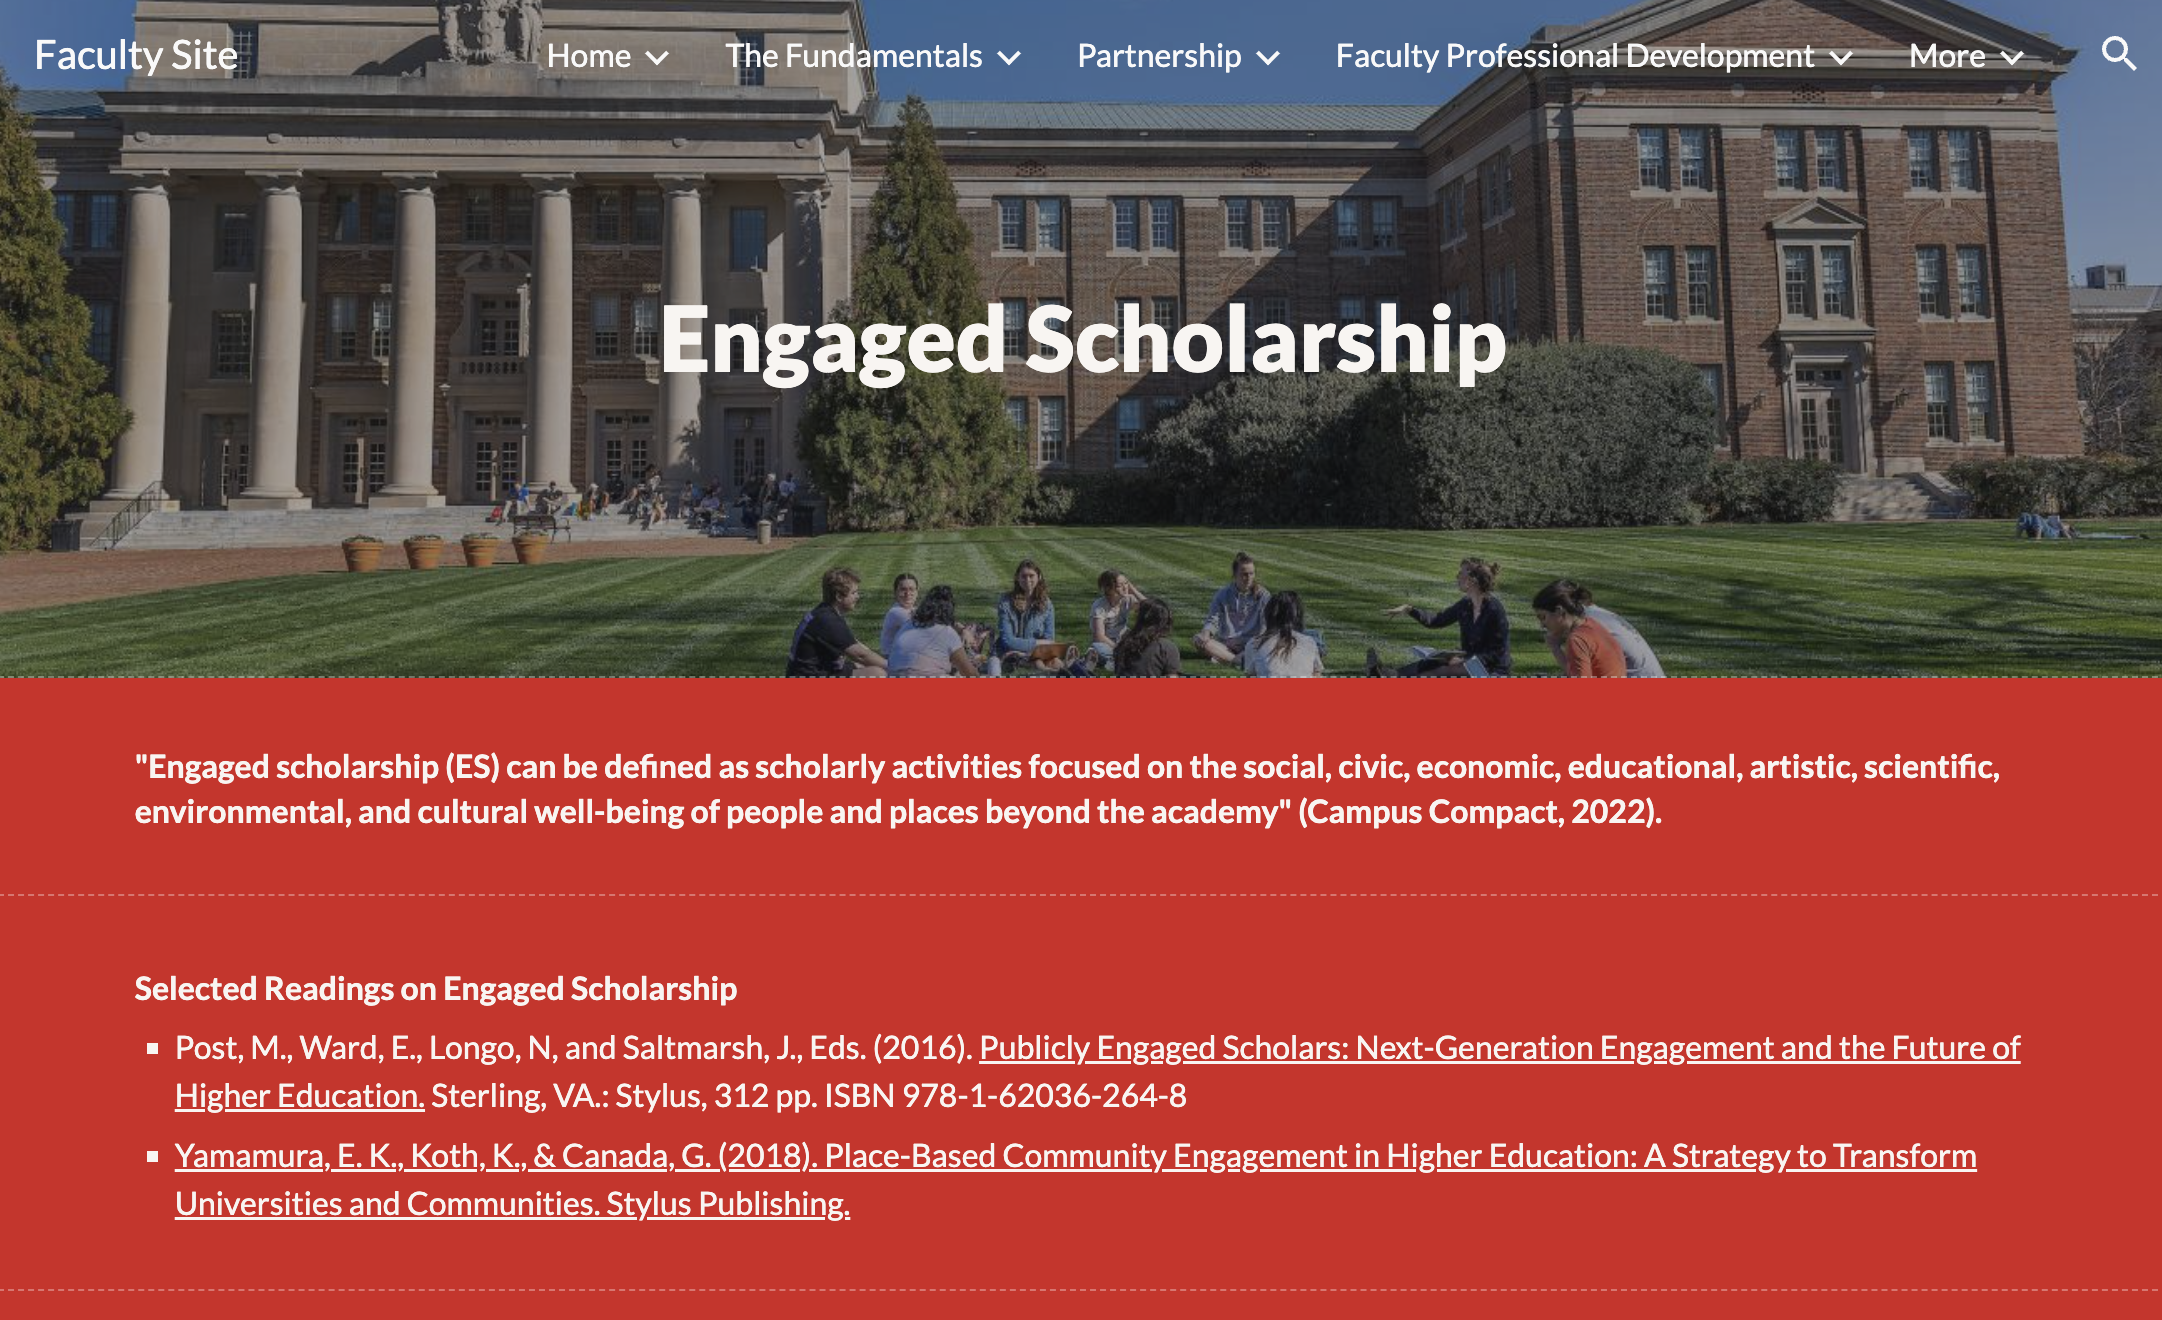 Faculty Site
Home
The Fundamentals
Partnership
Faculty Professional Development
More
Engaged Scholarship
"Engaged scholarship (ES) can be defined as scholarly activities focused on the social, civic, economic, educational, artistic, scientific,
environmental, and cultural well-being of people and places beyond the academy" (Campus Compact, 2022).
Selected Readings on Engaged Scholarship
Post, M., Ward, E., Longo, N, and Saltmarsh, J., Eds. (2016). Publicly Engaged Scholars: Next-Generation Engagement and the Future of
Higher Education. Sterling, VA.: Stylus, 312 pp. ISBN 978-1-62036-264-8
Yamamura, E. K., Koth, K., & Canada, G. (2018). Place-Based Community Engagement in Higher Education: A Strategy to Transform
Universities and Communities. Stylus Publishing.